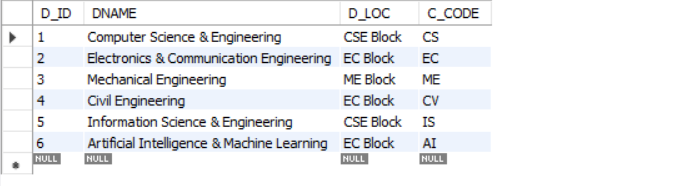 D_ID DNAME D_LOC C_CODE
1 Computer Science & Engineering CSE Block CS
2 Electronics & Communication Engineering EC Block EC
3 Mechanical Engineering ME Block ME
4 Civil Engineering EC Block CV
5 Information Science & Engineering CSE Block IS
6 Artificial Intelligence & Machine Learning EC Block AI
NULL NULL NULL NULL